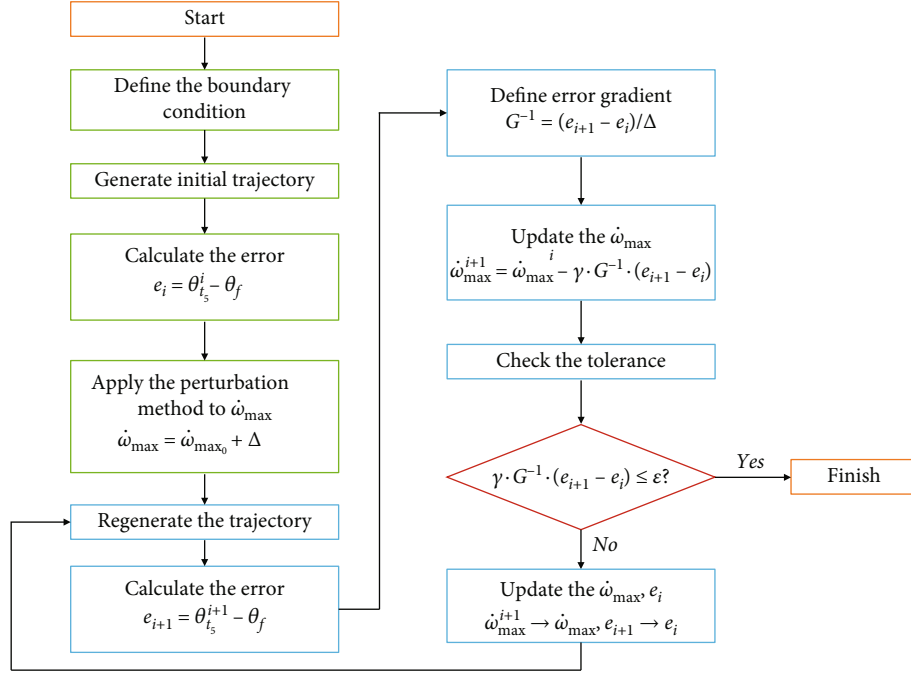 Start
Define the boundary
condition
Generate initial trajectory
Calculate the error
e_i = θ^i_{t_5} − θ_f
Apply the perturbation
method to ω̇_max
ω̇_max = ω̇_{max_0} + Δ
Regenerate the trajectory
Calculate the error
e_{i+1} = θ^{i+1}_{t_5} − θ_f
Define error gradient
G^{−1} = (e_{i+1} − e_i)/Δ
Update the ω̇_max
ω̇^{i+1}_max = ω̇^i_max − γ · G^{−1} · (e_{i+1} − e_i)
Check the tolerance
γ · G^{−1} · (e_{i+1} − e_i) ≤ ε?
Yes
Finish
No
Update the ω̇_max, e_i
ω̇^{i+1}_max → ω̇_max, e_{i+1} → e_i